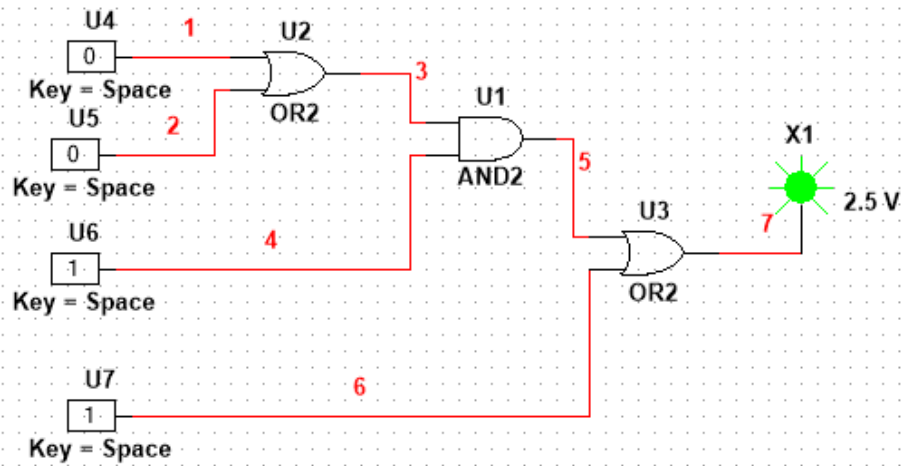 U4
1
0
Key = Space
U2
OR2
3
U5
2
0
Key = Space
U1
AND2
5
X1
2.5 V
7
U6
4
1
Key = Space
U3
OR2
U7
6
1
Key = Space